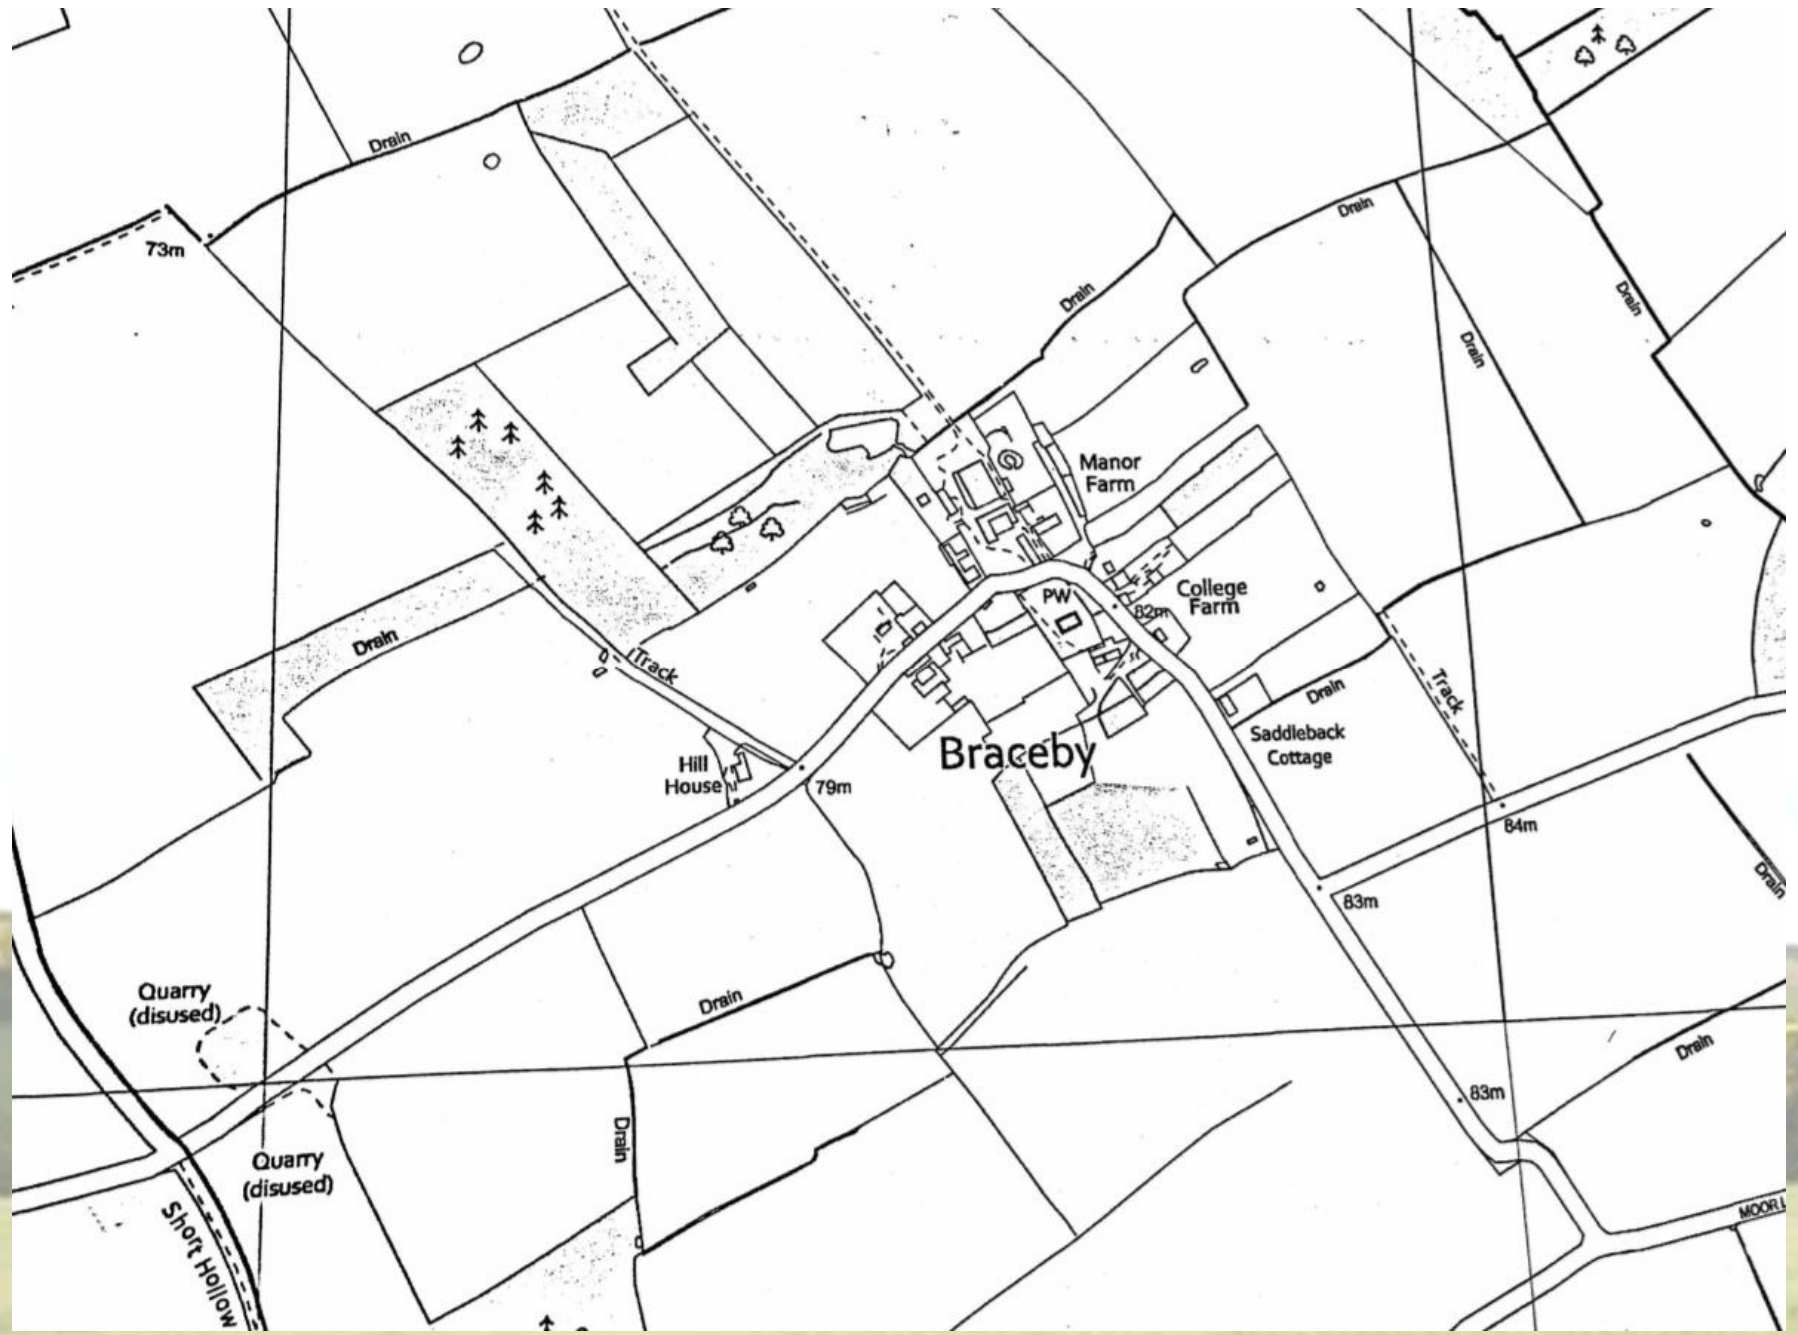 Drain
73m
Drain
Drain
Drain
Drain
Manor
Farm
College
Farm
PW
82m
Drain
Track
Track
Drain
Saddleback
Cottage
Braceby
Hill
House
79m
84m
Drain
83m
Quarry
(disused)
Drain
Drain
83m
Drain
Quarry
(disused)
Short Hollow
MOOR L